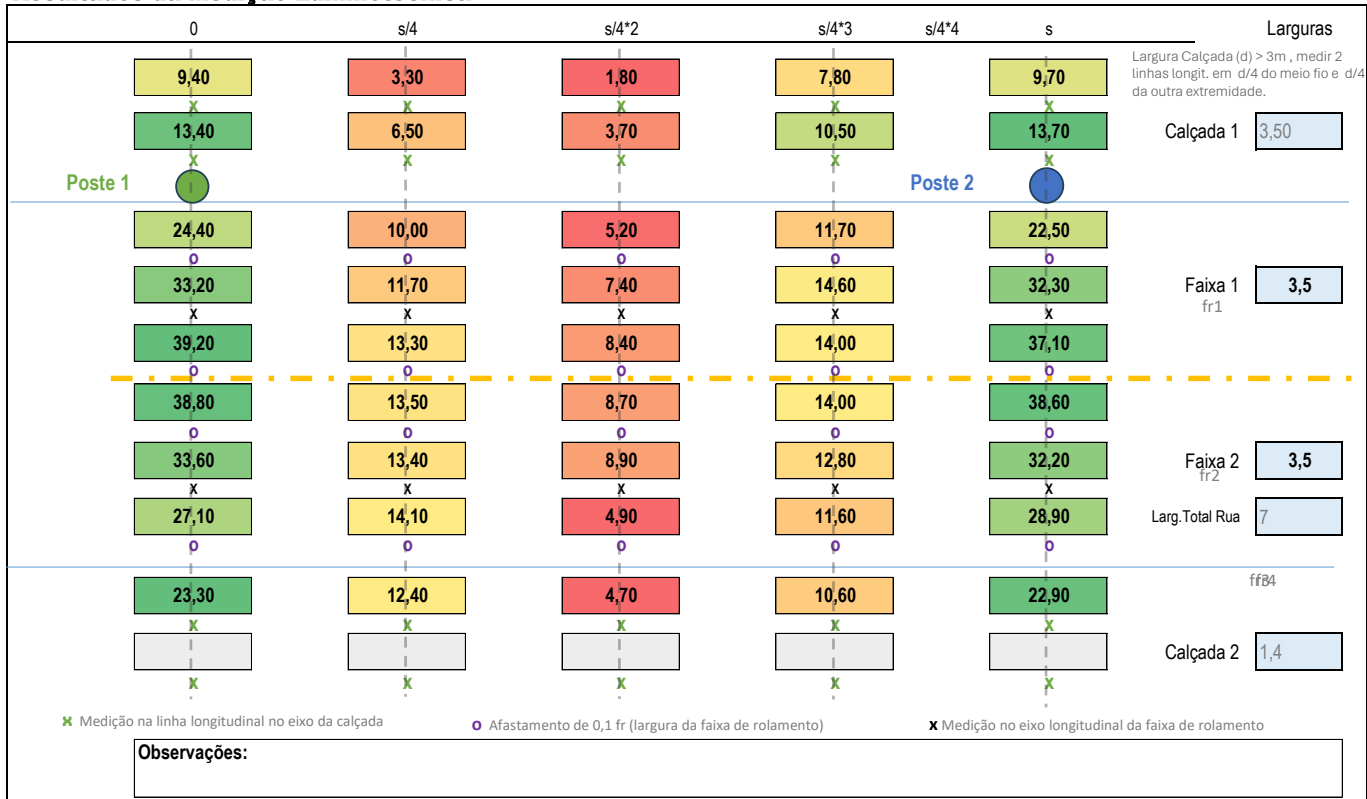 0 s/4 s/4*2 s/4*3 s/4*4 s Larguras
Largura Calçada (d) > 3m , medir 2
linhas longit. em d/4 do meio fio e d/4
da outra extremidade.
9,40 3,30 1,80 7,80 9,70
x x x x x
13,40 6,50 3,70 10,50 13,70 Calçada 1 3,50
x x x x x
Poste 1 Poste 2
24,40 10,00 5,20 11,70 22,50
o o o o o
33,20 11,70 7,40 14,60 32,30 Faixa 1 3,5
fr1
x x x x x
39,20 13,30 8,40 14,00 37,10
o o o o o
38,80 13,50 8,70 14,00 38,60
o o o o o
33,60 13,40 8,90 12,80 32,20 Faixa 2 3,5
fr2
x x x x x
27,10 14,10 4,90 11,60 28,90 Larg.Total Rua 7
o o o o o
23,30 12,40 4,70 10,60 22,90
x x x x x
Calçada 2 1,4
x x x x x
x Medição na linha longitudinal no eixo da calçada o Afastamento de 0,1 fr (largura da faixa de rolamento) x Medição no eixo longitudinal da faixa de rolamento
Observações: